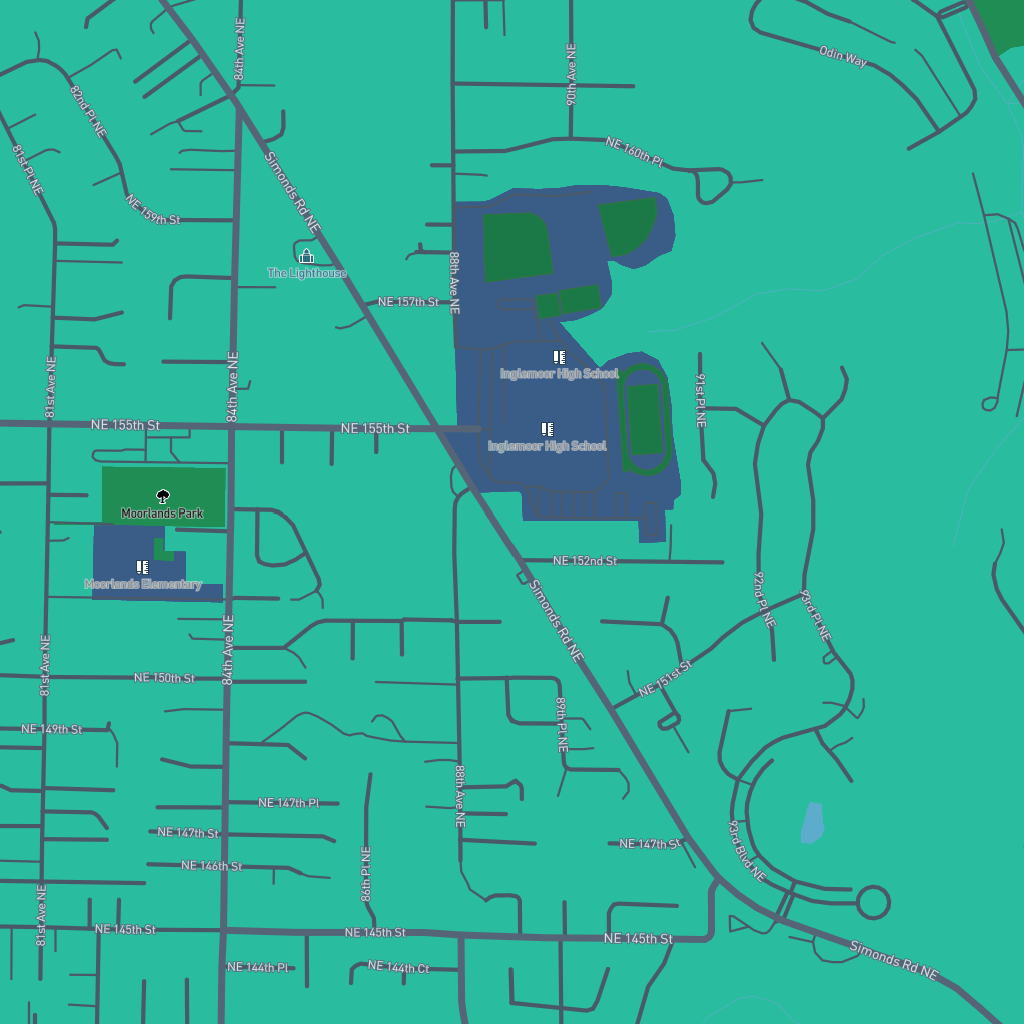 84th Ave NE
90th Ave NE
Odin Way
82nd Pl NE
81st Pl NE
NE 160th Pl
Simonds Rd NE
NE 159th St
The Lighthouse
88th Ave NE
NE 157th St
Inglemoor High School
81st Ave NE
84th Ave NE
91st Pl NE
NE 155th St
NE 155th St
Inglemoor High School
Moorlands Park
NE 152nd St
Moorlands Elementary
Simonds Rd NE
92nd Pl NE
93rd Pl NE
81st Ave NE
84th Ave NE
NE 150th St
NE 151st St
NE 149th St
89th Pl NE
88th Ave NE
NE 147th Pl
NE 147th St
NE 147th St
93rd Blvd NE
NE 146th St
86th Pl NE
81st Ave NE
NE 145th St
NE 145th St
NE 145th St
Simonds Rd NE
NE 144th Pl
NE 144th Ct